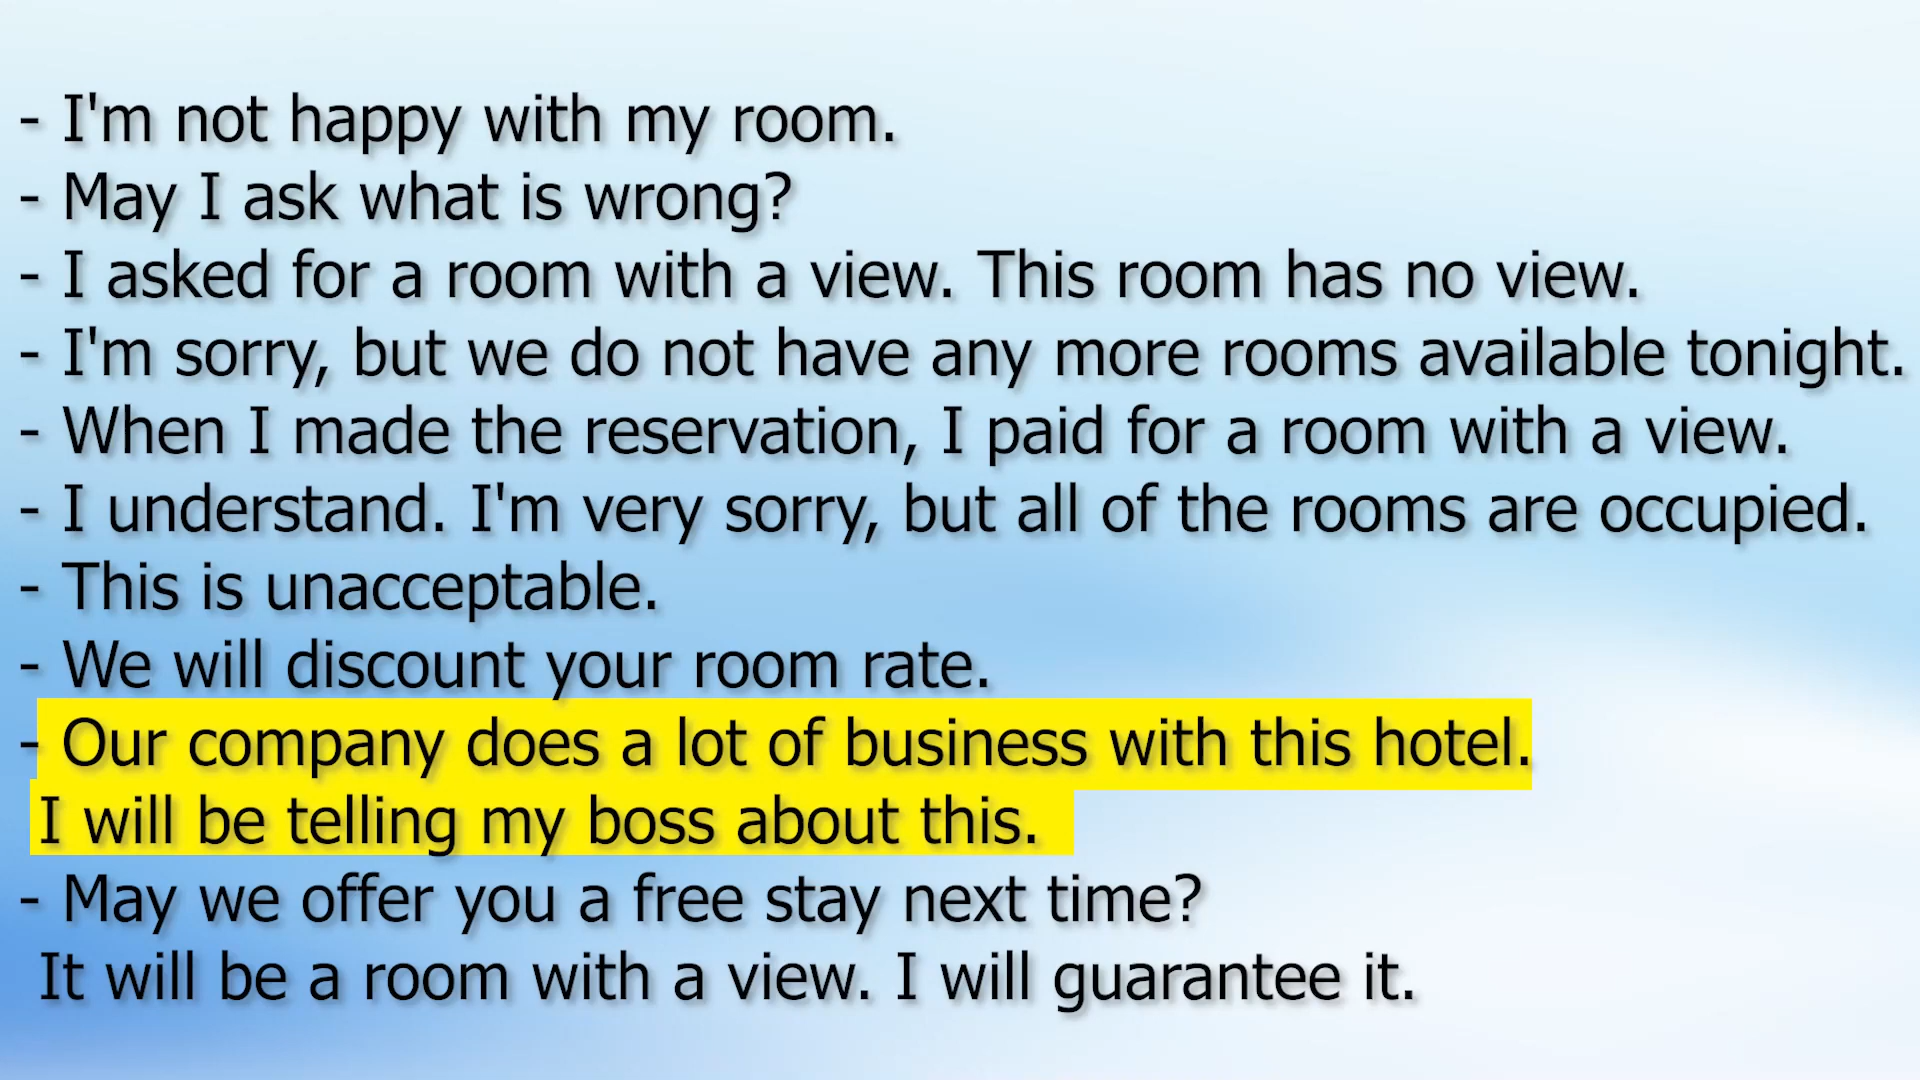 - I'm not happy with my room.
- May I ask what is wrong?
- I asked for a room with a view. This room has no view.
- I'm sorry, but we do not have any more rooms available tonight.
- When I made the reservation, I paid for a room with a view.
- I understand. I'm very sorry, but all of the rooms are occupied.
- This is unacceptable.
- We will discount your room rate.
- Our company does a lot of business with this hotel.
I will be telling my boss about this.
- May we offer you a free stay next time?
It will be a room with a view. I will guarantee it.